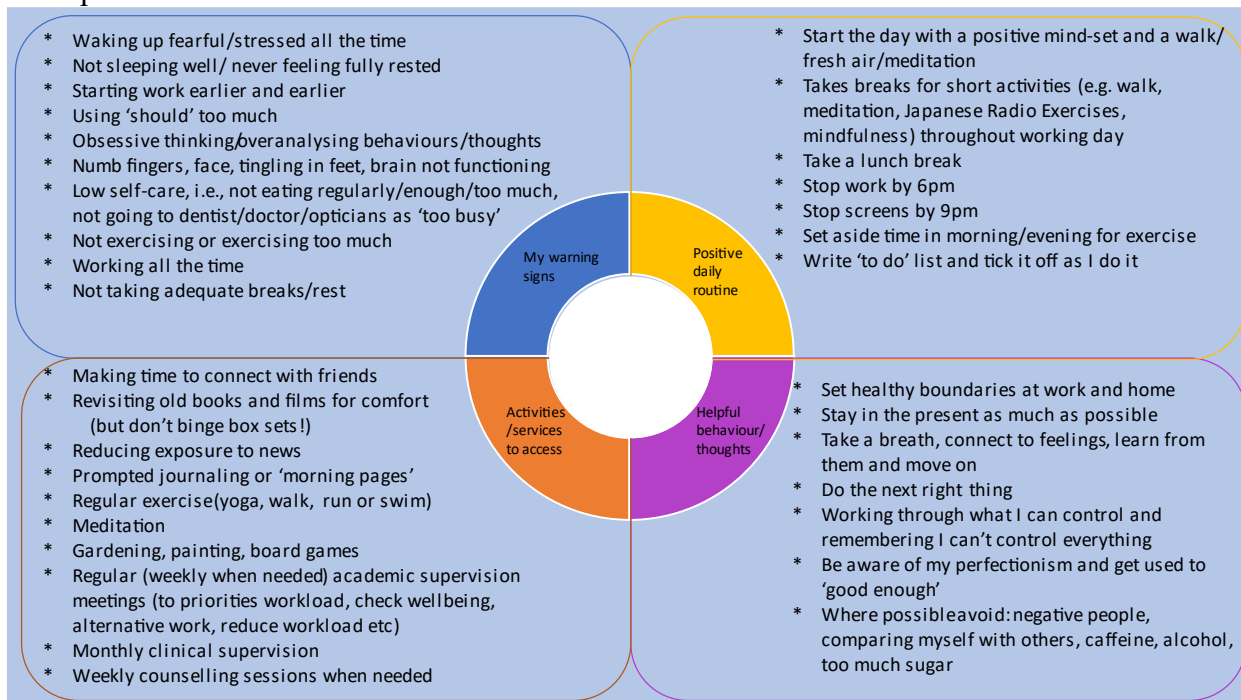 * Waking up fearful/stressed all the time
* Not sleeping well/ never feeling fully rested
* Starting work earlier and earlier
* Using ‘should’ too much
* Obsessive thinking/overanalysing behaviours/thoughts
* Numb fingers, face, tingling in feet, brain not functioning
* Low self-care, i.e., not eating regularly/enough/too much,
not going to dentist/doctor/opticians as ‘too busy’
* Not exercising or exercising too much
* Working all the time
* Not taking adequate breaks/rest
* Start the day with a positive mind-set and a walk/
fresh air/meditation
* Takes breaks for short activities (e.g. walk,
meditation, Japanese Radio Exercises,
mindfulness) throughout working day
* Take a lunch break
* Stop work by 6pm
* Stop screens by 9pm
* Set aside time in morning/evening for exercise
* Write ‘to do’ list and tick it off as I do it
My warning
signs
Positive
daily
routine
Activities
/services
to access
Helpful
behaviour/
thoughts
* Making time to connect with friends
* Revisiting old books and films for comfort
(but don’t binge box sets!)
* Reducing exposure to news
* Prompted journaling or ‘morning pages’
* Regular exercise(yoga, walk, run or swim)
* Meditation
* Gardening, painting, board games
* Regular (weekly when needed) academic supervision
meetings (to priorities workload, check wellbeing,
alternative work, reduce workload etc)
* Monthly clinical supervision
* Weekly counselling sessions when needed
* Set healthy boundaries at work and home
* Stay in the present as much as possible
* Take a breath, connect to feelings, learn from
them and move on
* Do the next right thing
* Working through what I can control and
remembering I can’t control everything
* Be aware of my perfectionism and get used to
‘good enough’
* Where possibleavoid: negative people,
comparing myself with others, caffeine, alcohol,
too much sugar